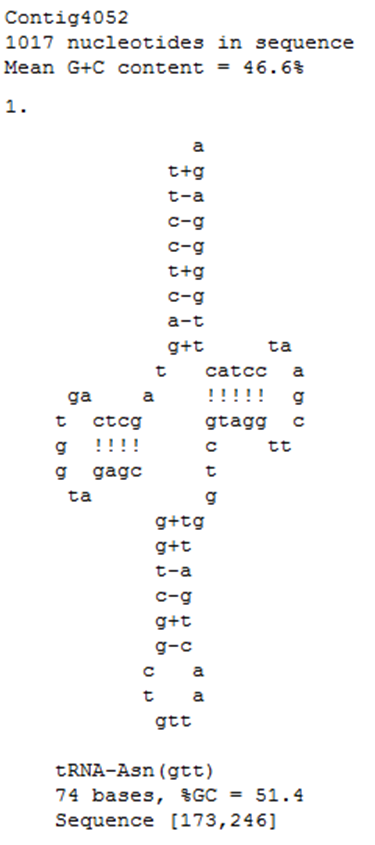 Contig4052
1017 nucleotides in sequence
Mean G+C content = 46.6%
1.
a
t+g
t-a
c-g
c-g
t+g
c-g
a-t
g+t ta
t catcc a
ga a !!!!! g
t ctcg gtagg c
g !!!! c tt
g gagc t
ta g
g+tg
g+t
t-a
c-g
g+t
g-c
c a
t a
gtt
tRNA-Asn(gtt)
74 bases, %GC = 51.4
Sequence [173,246]